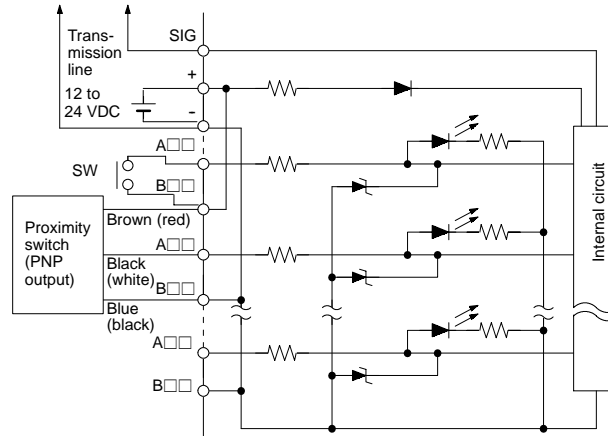 Trans-
mission
line
SIG
+
12 to
24 VDC
-
A□□
SW
B□□
Brown (red)
Proximity
switch
(PNP
output)
A□□
Black
(white)
B□□
Blue
(black)
A□□
B□□
Internal circuit